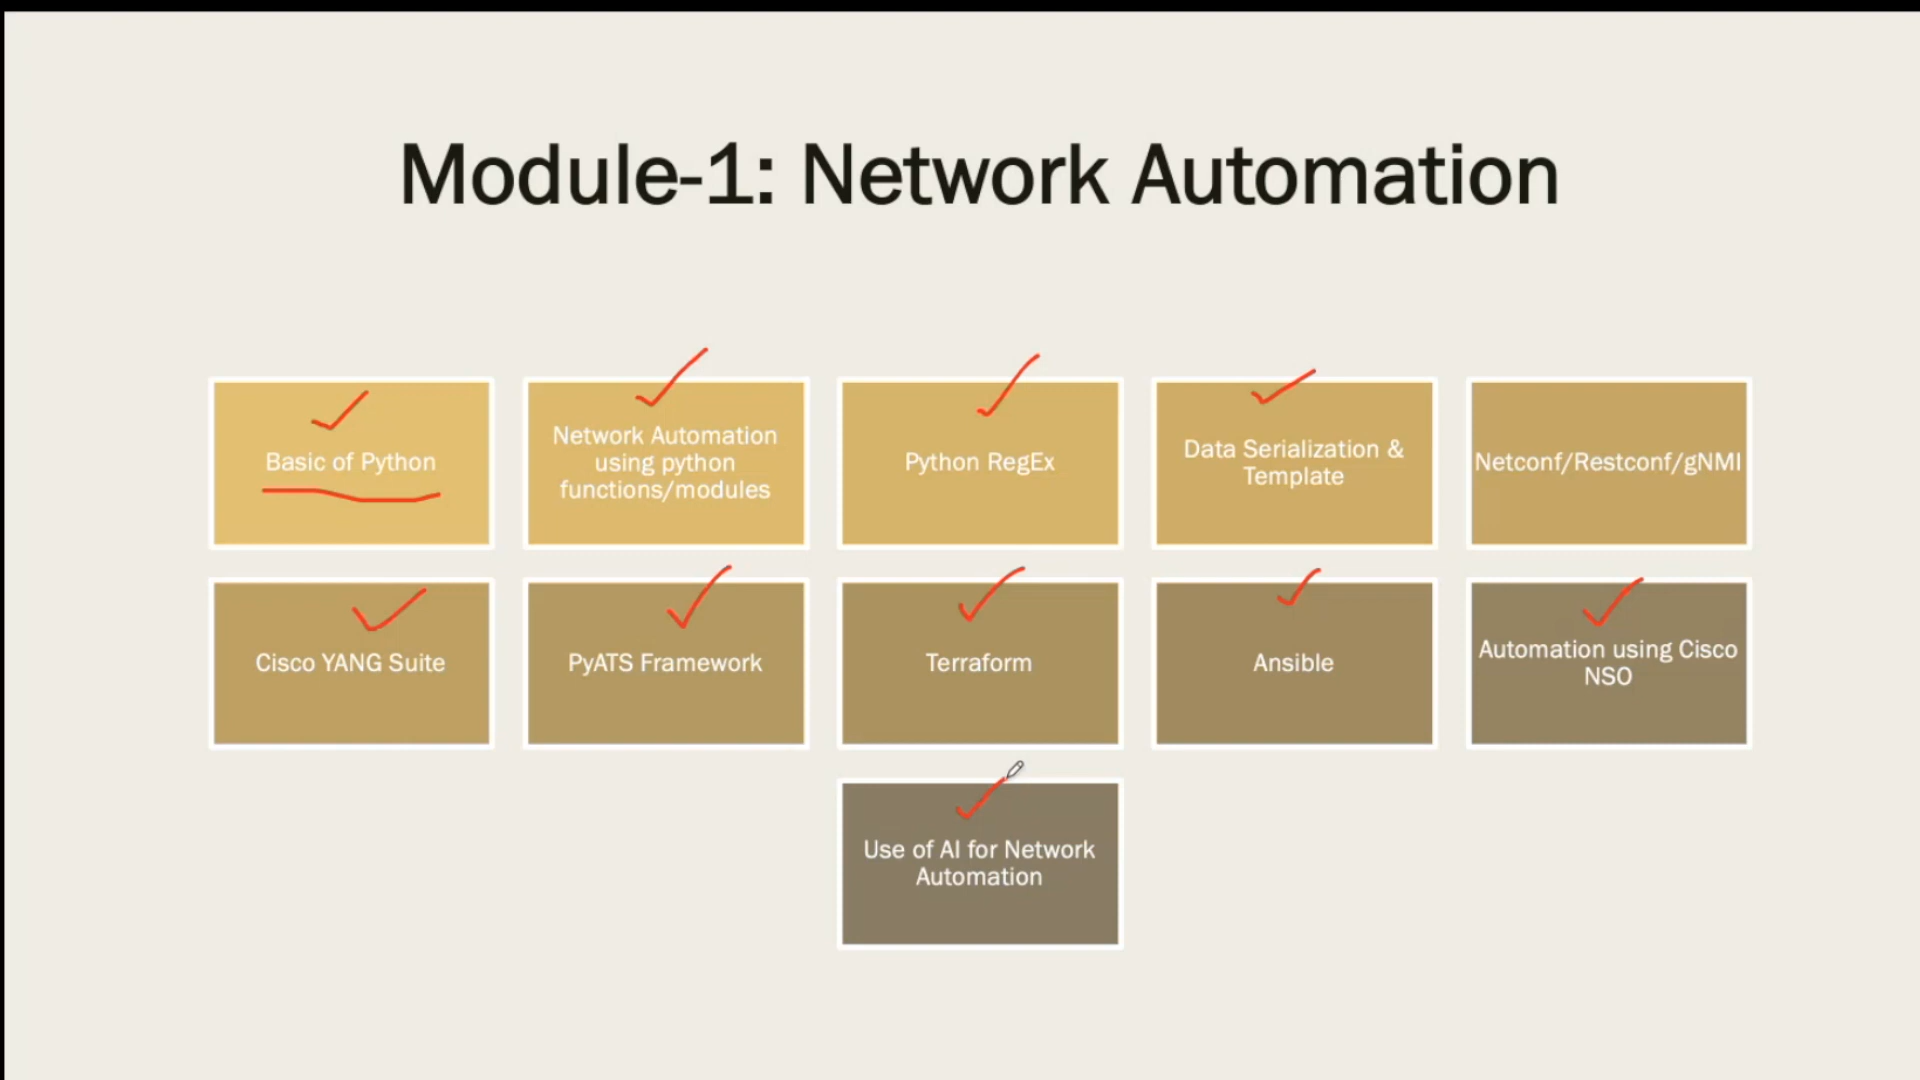 Module-1: Network Automation
Basic of Python
Network Automation
using python
functions/modules
Python RegEx
Data Serialization &
Template
Netconf/Restconf/gNMI
Cisco YANG Suite
PyATS Framework
Terraform
Ansible
Automation using Cisco
NSO
Use of AI for Network
Automation